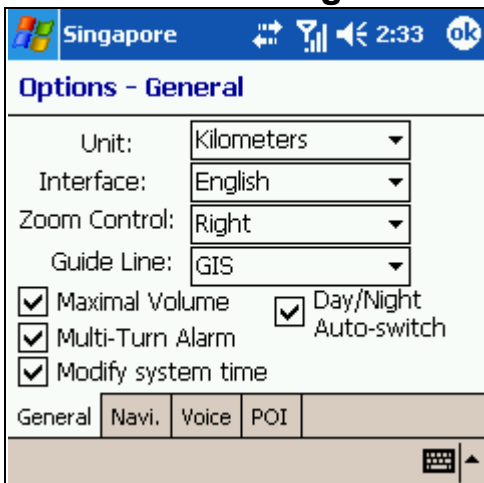 Singapore 2:33 ok
Options - General
Unit: Kilometers
Interface: English
Zoom Control: Right
Guide Line: GIS
Maximal Volume
Day/Night Auto-switch
Multi-Turn Alarm
Modify system time
General Navi. Voice POI